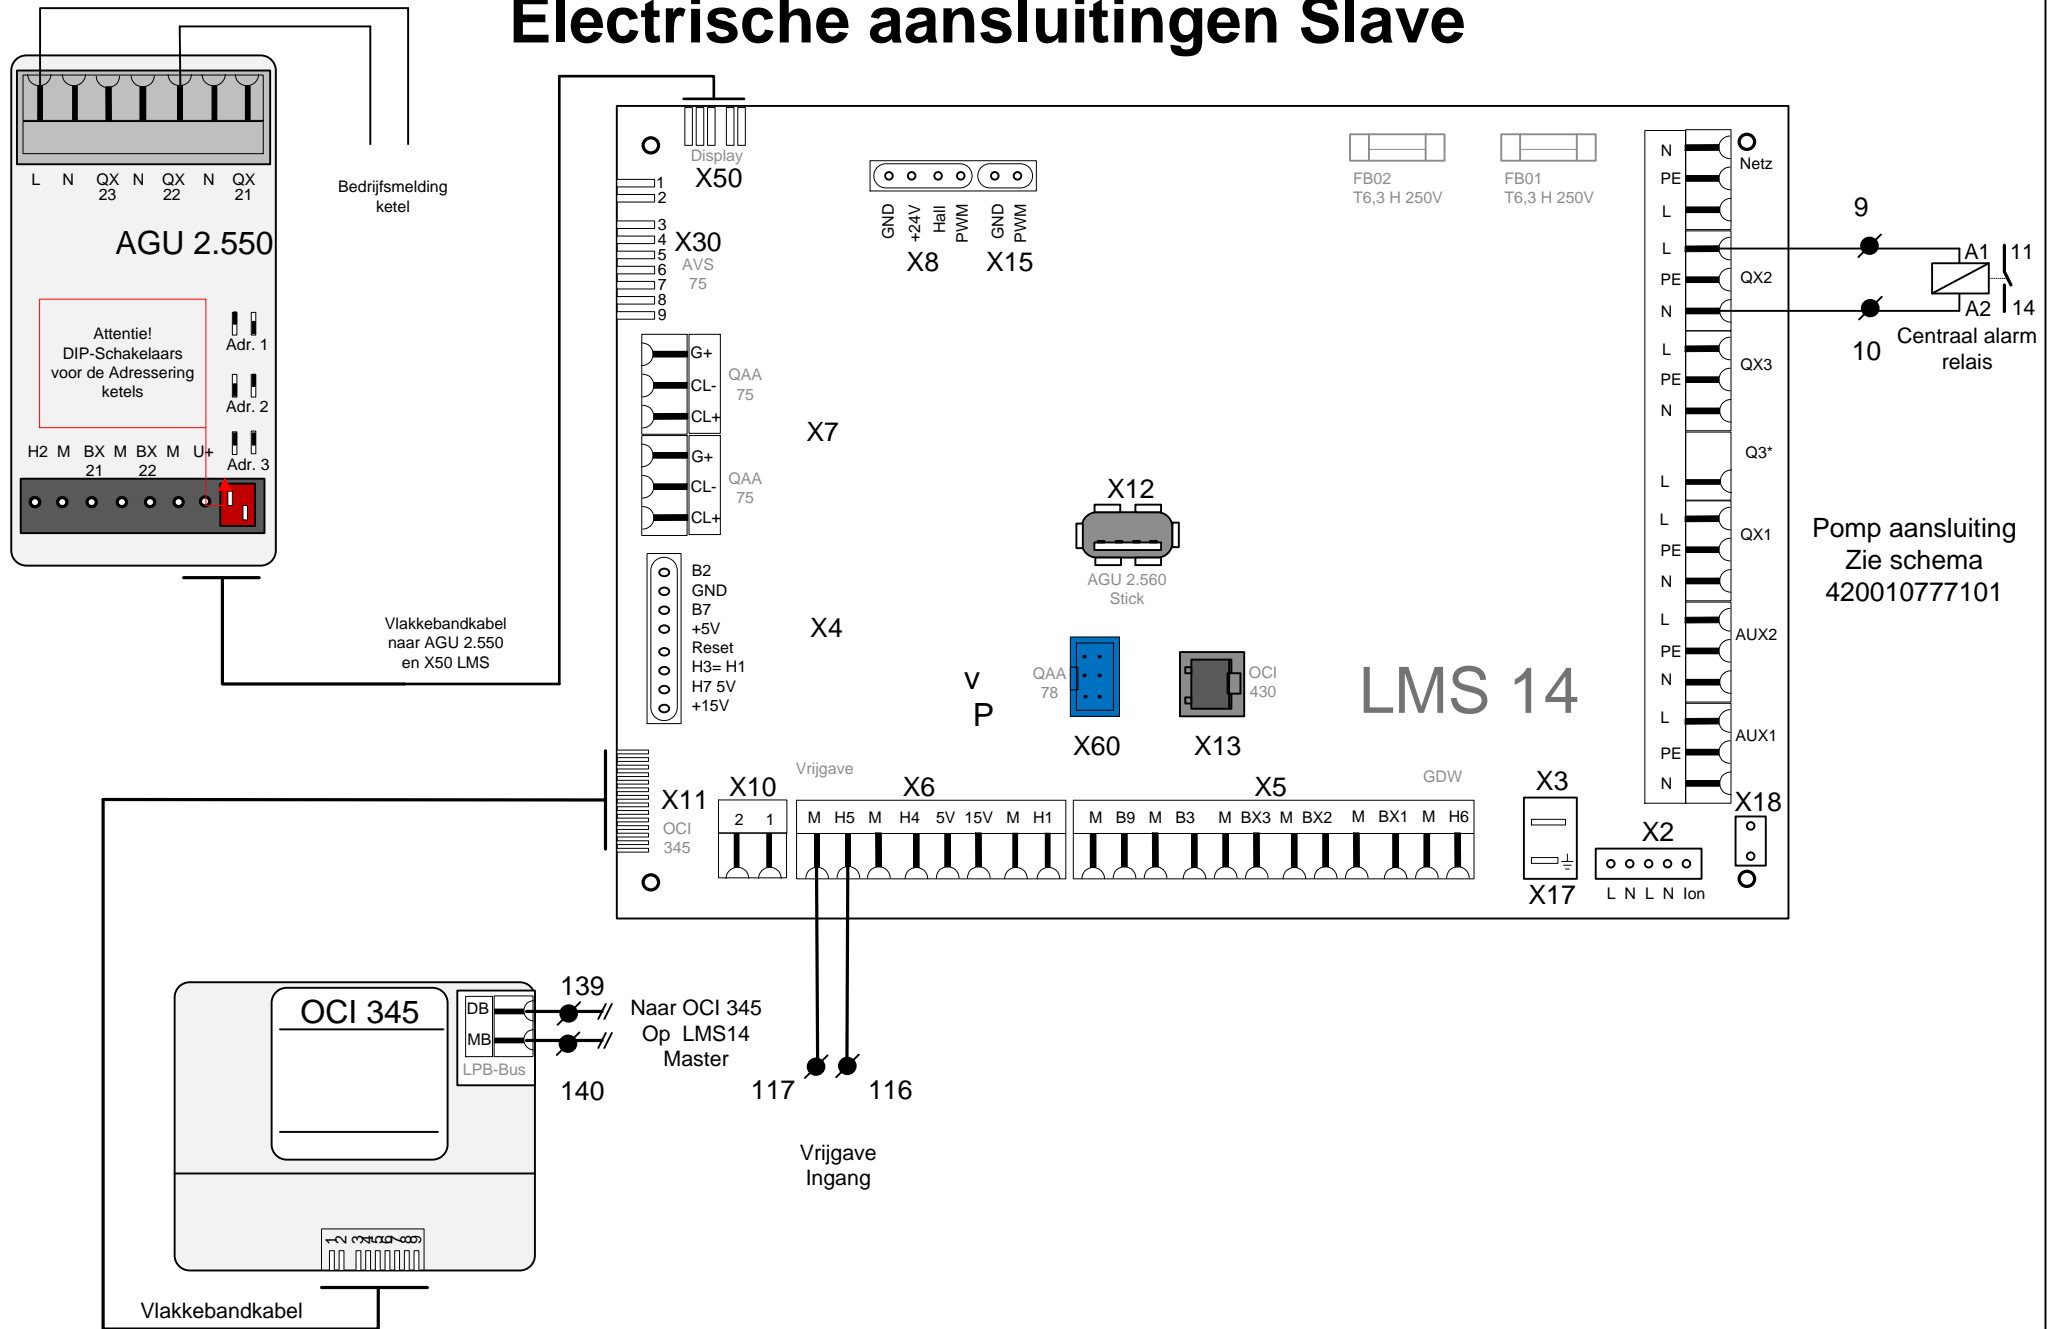 Electrische aansluitingen Slave
L N QX N QX N QX
23 22 21
AGU 2.550
Bedrijfsmelding
ketel
Attentie!
DIP-Schakelaars
voor de Adressering
ketels
Adr. 1
Adr. 2
Adr. 3
H2 M BX M BX M U+
21 22
Vlakkebandkabel
naar AGU 2.550
en X50 LMS
Display
X50
1
2
3
4
5
6
7
8
9
X30
AVS
75
GND
+24V
Hall
PWM
GND
PWM
X8
X15
FB02
T6,3 H 250V
FB01
T6,3 H 250V
G+
CL-
CL+
QAA
75
G+
CL-
CL+
QAA
75
X7
B2
GND
B7
+5V
Reset
H3= H1
H7 5V
+15V
X4
v
P
X12
AGU 2.560
Stick
QAA
78
X60
OCI
430
X13
LMS 14
X11
OCI
345
X10
2 1
Vrijgave
X6
M H5 M H4 5V 15V M H1
X5
GDW
M B9 M B3 M BX3 M BX2 M BX1 M H6
X3
X17
X2
L N L N Ion
X18
N
PE
L
Netz
L
PE
N
QX2
L
PE
N
QX3
Q3*
L
L
PE
N
QX1
L
PE
N
AUX2
L
PE
N
AUX1
9
10
A1
A2
11
14
Centraal alarm
relais
Pomp aansluiting
Zie schema
420010777101
OCI 345
DB
MB
LPB-Bus
139
140
Naar OCI 345
Op LMS14
Master
117
116
Vrijgave
Ingang
1
2
3
4
5
6
7
8
9
Vlakkebandkabel